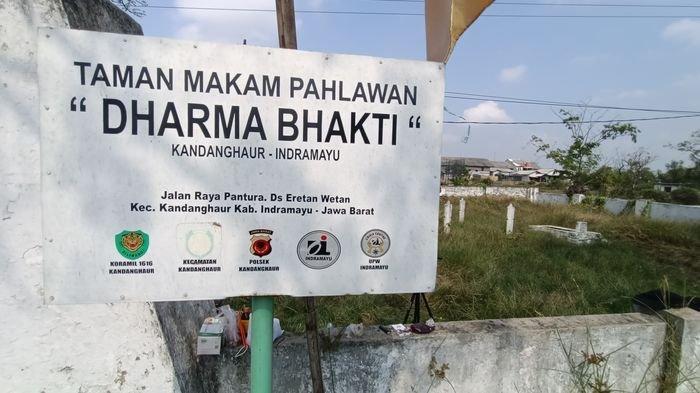 TAMAN MAKAM PAHLAWAN
“ DHARMA BHAKTI “
KANDANGHAUR - INDRAMAYU
Jalan Raya Pantura. Ds Eretan Wetan
Kec. Kandanghaur Kab. Indramayu - Jawa Barat
KORAMIL 1616
KANDANGHAUR
KECAMATAN
KANDANGHAUR
POLSEK
KANDANGHAUR
INDRAMAYU
UPW
INDRAMAYU